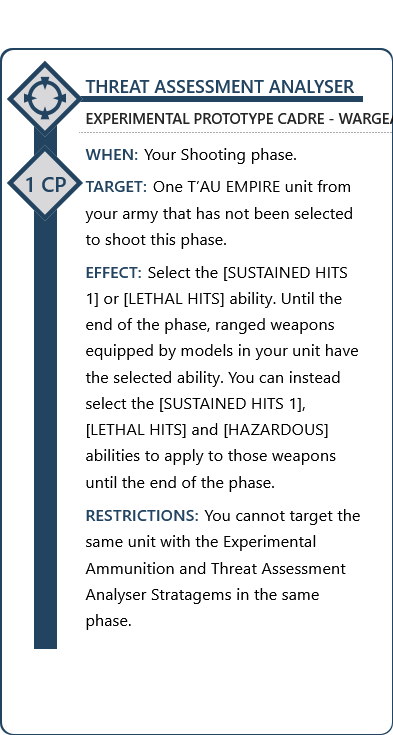 THREAT ASSESSMENT ANALYSER
EXPERIMENTAL PROTOTYPE CADRE - WARGEA
WHEN: Your Shooting phase.
1 CP
TARGET: One T’AU EMPIRE unit from
your army that has not been selected
to shoot this phase.
EFFECT: Select the [SUSTAINED HITS
1] or [LETHAL HITS] ability. Until the
end of the phase, ranged weapons
equipped by models in your unit have
the selected ability. You can instead
select the [SUSTAINED HITS 1],
[LETHAL HITS] and [HAZARDOUS]
abilities to apply to those weapons
until the end of the phase.
RESTRICTIONS: You cannot target the
same unit with the Experimental
Ammunition and Threat Assessment
Analyser Stratagems in the same
phase.